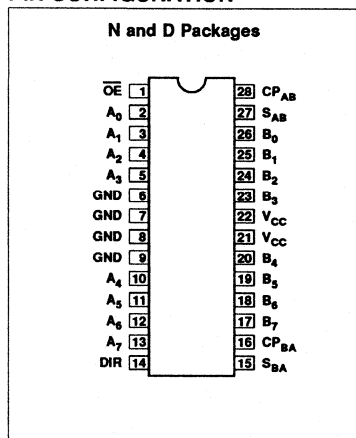 N and D Packages
OE 1 28 CPAB
A0 2 27 SAB
A1 3 26 B0
A2 4 25 B1
A3 5 24 B2
GND 6 23 B3
GND 7 22 VCC
GND 8 21 VCC
GND 9 20 B4
A4 10 19 B5
A5 11 18 B6
A6 12 17 B7
A7 13 16 CPBA
DIR 14 15 SBA